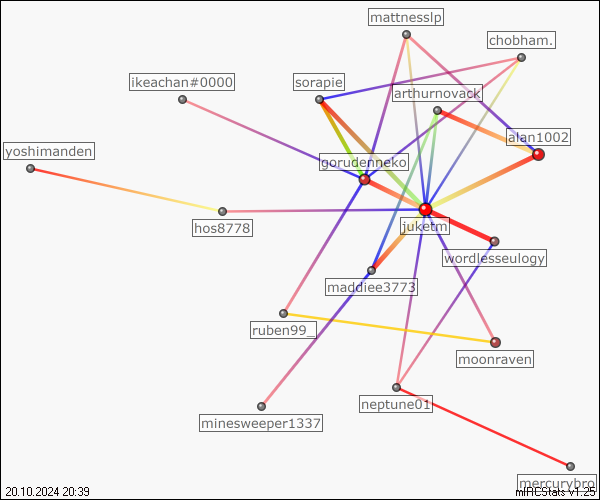 mattnesslp
chobham.
ikeachan#0000
sorapie
arthurnovack
alan1002
yoshimanden
gorudenneko
hos8778
juketm
wordlesseulogy
maddiee3773
ruben99_
moonraven
neptune01
minesweeper1337
mercurybro
20.10.2024 20:39
mIRCStats v1.25